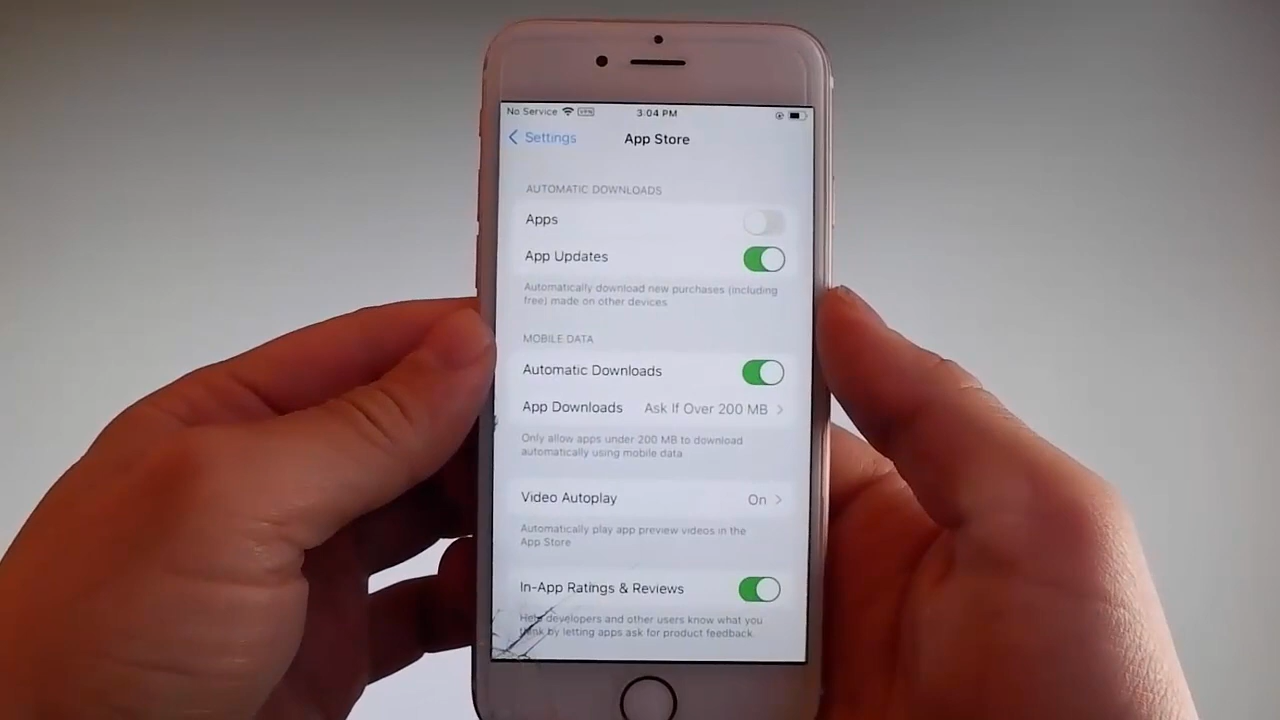 No Service VPN 3:04 PM
Settings App Store
AUTOMATIC DOWNLOADS
Apps
App Updates
Automatically download new purchases (including
free) made on other devices
MOBILE DATA
Automatic Downloads
App Downloads Ask If Over 200 MB
Only allow apps under 200 MB to download
automatically using mobile data
Video Autoplay On
Automatically play app preview videos in the
App Store
In-App Ratings & Reviews
Help developers and other users know what you
think by letting apps ask for product feedback.